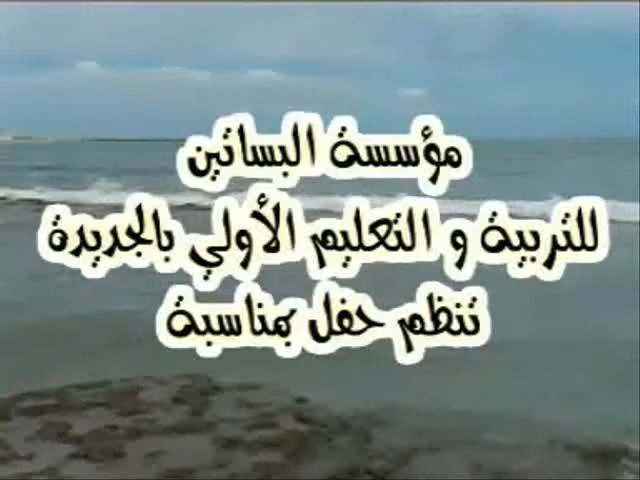 مؤسسة البساتين
للتربية و التعليم الأولي بالجديدة
تنظم حفل بمناسبة